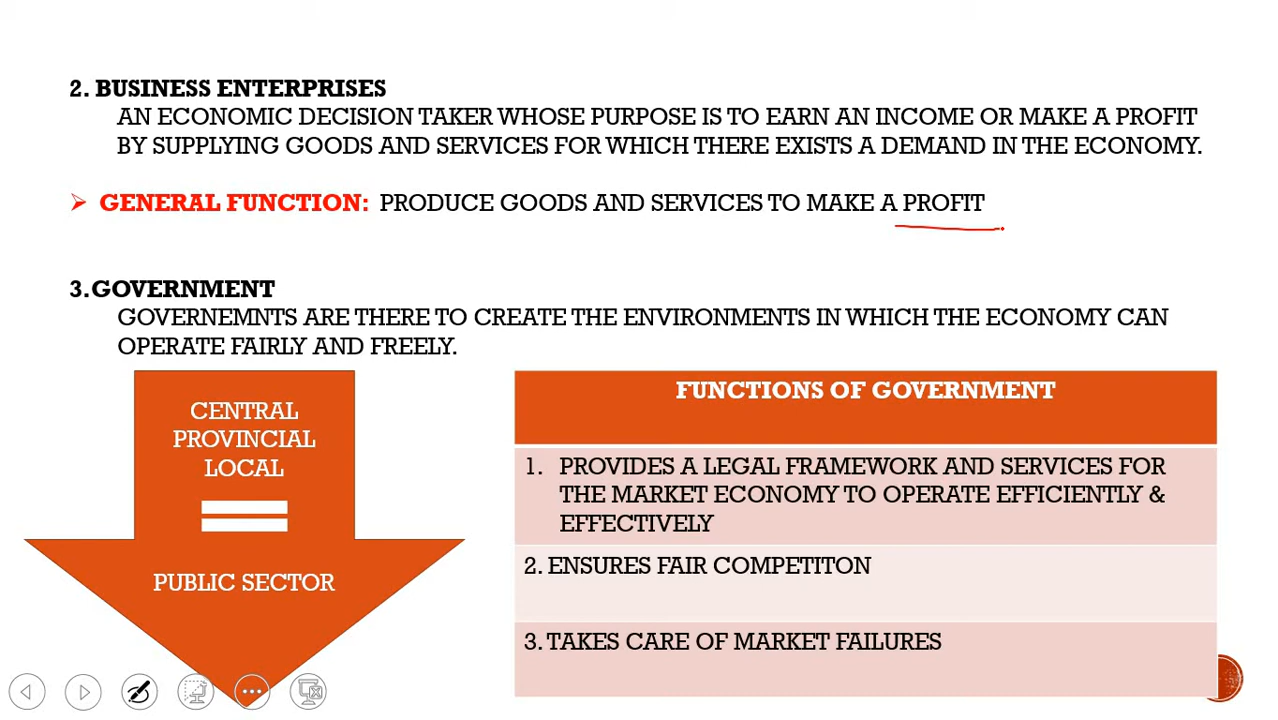 2. BUSINESS ENTERPRISES
AN ECONOMIC DECISION TAKER WHOSE PURPOSE IS TO EARN AN INCOME OR MAKE A PROFIT
BY SUPPLYING GOODS AND SERVICES FOR WHICH THERE EXISTS A DEMAND IN THE ECONOMY.
GENERAL FUNCTION: PRODUCE GOODS AND SERVICES TO MAKE A PROFIT
3.GOVERNMENT
GOVERNEMNTS ARE THERE TO CREATE THE ENVIRONMENTS IN WHICH THE ECONOMY CAN
OPERATE FAIRLY AND FREELY.
CENTRAL
PROVINCIAL
LOCAL
PUBLIC SECTOR
FUNCTIONS OF GOVERNMENT
1. PROVIDES A LEGAL FRAMEWORK AND SERVICES FOR
THE MARKET ECONOMY TO OPERATE EFFICIENTLY &
EFFECTIVELY
2. ENSURES FAIR COMPETITON
3. TAKES CARE OF MARKET FAILURES